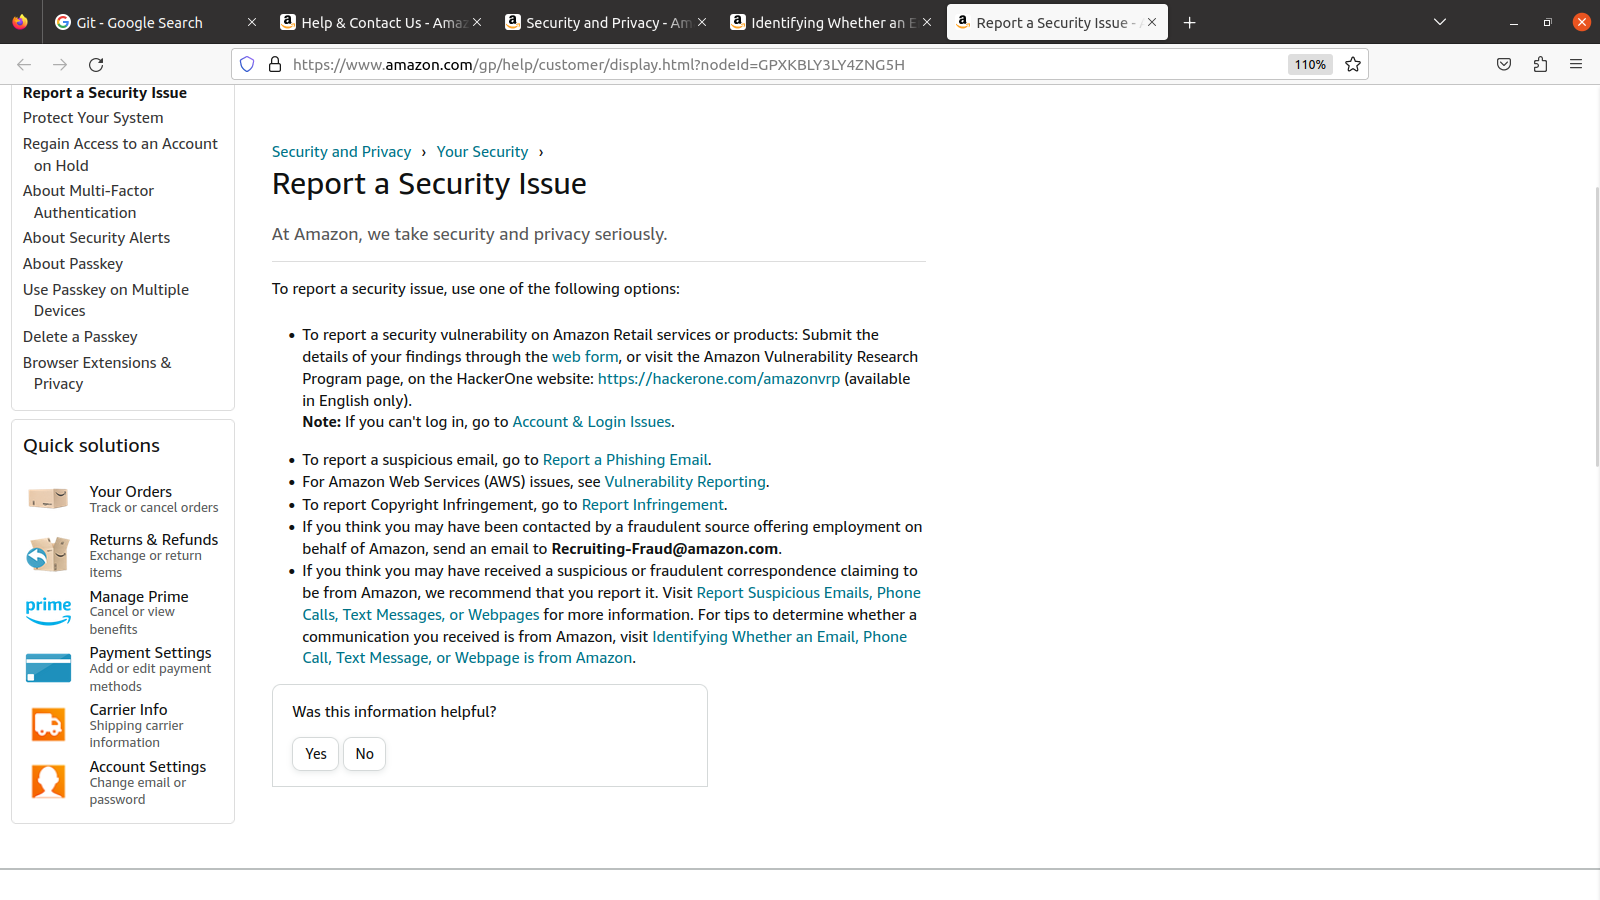 Git - Google Search
Help & Contact Us - Amaz
Security and Privacy - Am
Identifying Whether an E
Report a Security Issue - A
https://www.amazon.com/gp/help/customer/display.html?nodeId=GPXKBLY3LY4ZNG5H
110%
Report a Security Issue
Protect Your System
Regain Access to an Account
on Hold
About Multi-Factor
Authentication
About Security Alerts
About Passkey
Use Passkey on Multiple
Devices
Delete a Passkey
Browser Extensions &
Privacy
Quick solutions
Your Orders
Track or cancel orders
Returns & Refunds
Exchange or return
items
prime
Manage Prime
Cancel or view
benefits
Payment Settings
Add or edit payment
methods
Carrier Info
Shipping carrier
information
Account Settings
Change email or
password
Security and Privacy › Your Security ›
Report a Security Issue
At Amazon, we take security and privacy seriously.
To report a security issue, use one of the following options:
• To report a security vulnerability on Amazon Retail services or products: Submit the
details of your findings through the web form, or visit the Amazon Vulnerability Research
Program page, on the HackerOne website: https://hackerone.com/amazonvrp (available
in English only).
Note: If you can't log in, go to Account & Login Issues.
• To report a suspicious email, go to Report a Phishing Email.
• For Amazon Web Services (AWS) issues, see Vulnerability Reporting.
• To report Copyright Infringement, go to Report Infringement.
• If you think you may have been contacted by a fraudulent source offering employment on
behalf of Amazon, send an email to Recruiting-Fraud@amazon.com.
• If you think you may have received a suspicious or fraudulent correspondence claiming to
be from Amazon, we recommend that you report it. Visit Report Suspicious Emails, Phone
Calls, Text Messages, or Webpages for more information. For tips to determine whether a
communication you received is from Amazon, visit Identifying Whether an Email, Phone
Call, Text Message, or Webpage is from Amazon.
Was this information helpful?
Yes
No